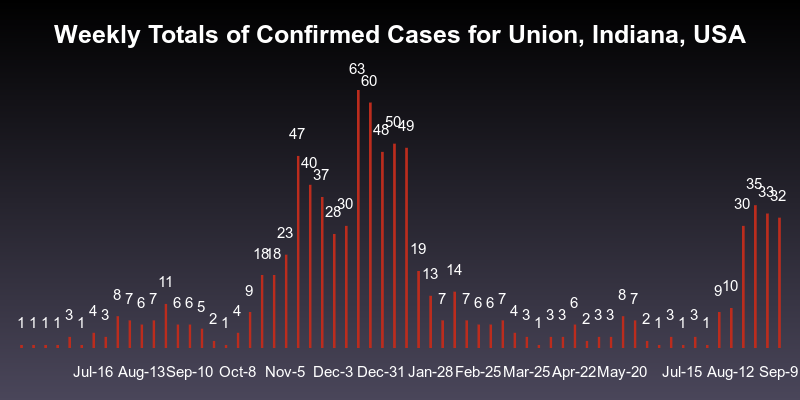 Weekly Totals of Confirmed Cases for Union, Indiana, USA
1 1 1 1 3 1 4 3 8 7 6 7 11 6 6 5 2 1 4 9 18 18 23 47 40 37 28 30 63 60 48 50 49 19 13 7 14 7 6 6 7 4 3 1 3 3 6 2 3 3 8 7 2 1 3 1 3 1 9 10 30 35 33 32
Jul-16 Aug-13 Sep-10 Oct-8 Nov-5 Dec-3 Dec-31 Jan-28 Feb-25 Mar-25 Apr-22 May-20 Jul-15 Aug-12 Sep-9